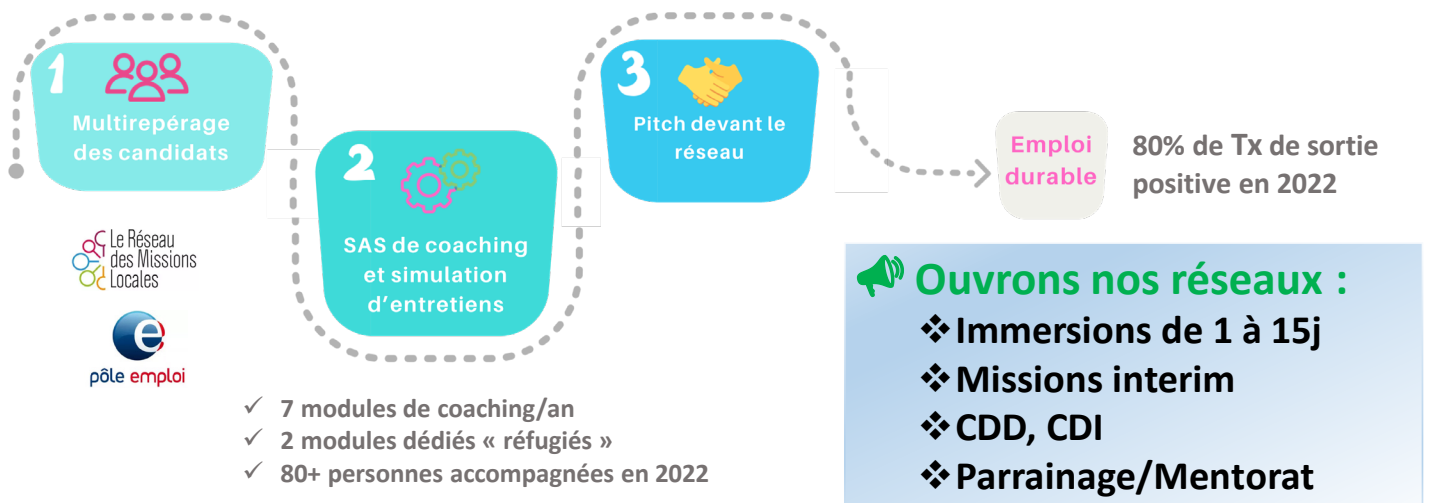 1
Multirepérage
des candidats
Le Réseau
des Missions
Locales
e
pôle emploi
2
SAS de coaching
et simulation
d'entretiens
✓ 7 modules de coaching/an
✓ 2 modules dédiés « réfugiés »
✓ 80+ personnes accompagnées en 2022
3
Pitch devant le
réseau
Emploi
durable
80% de Tx de sortie
positive en 2022
Ouvrons nos réseaux :
❖Immersions de 1 à 15j
❖Missions interim
❖CDD, CDI
❖Parrainage/Mentorat